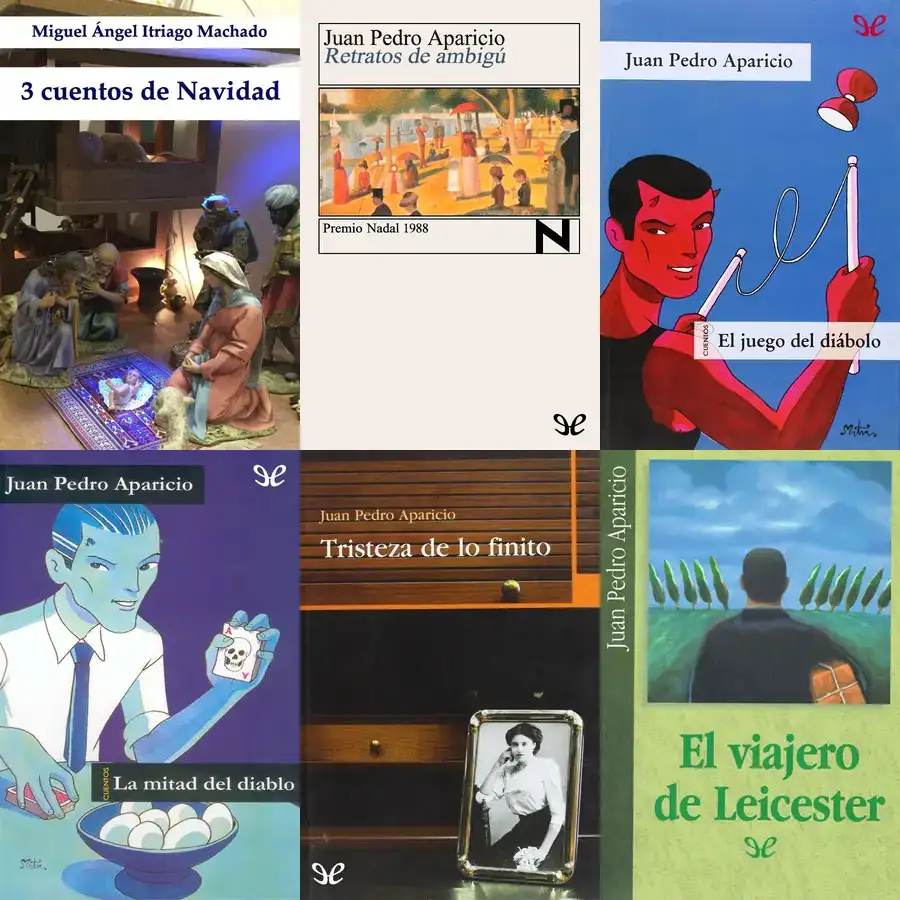 Miguel Ángel Itriago Machado
3 cuentos de Navidad
Juan Pedro Aparicio
Retratos de ambigú
Premio Nadal 1988
N
Juan Pedro Aparicio
CUENTOS
El juego del diábolo
Juan Pedro Aparicio
A
A
CUENTOS
La mitad del diablo
Juan Pedro Aparicio
Tristeza de lo finito
Juan Pedro Aparicio
El viajero
de Leicester